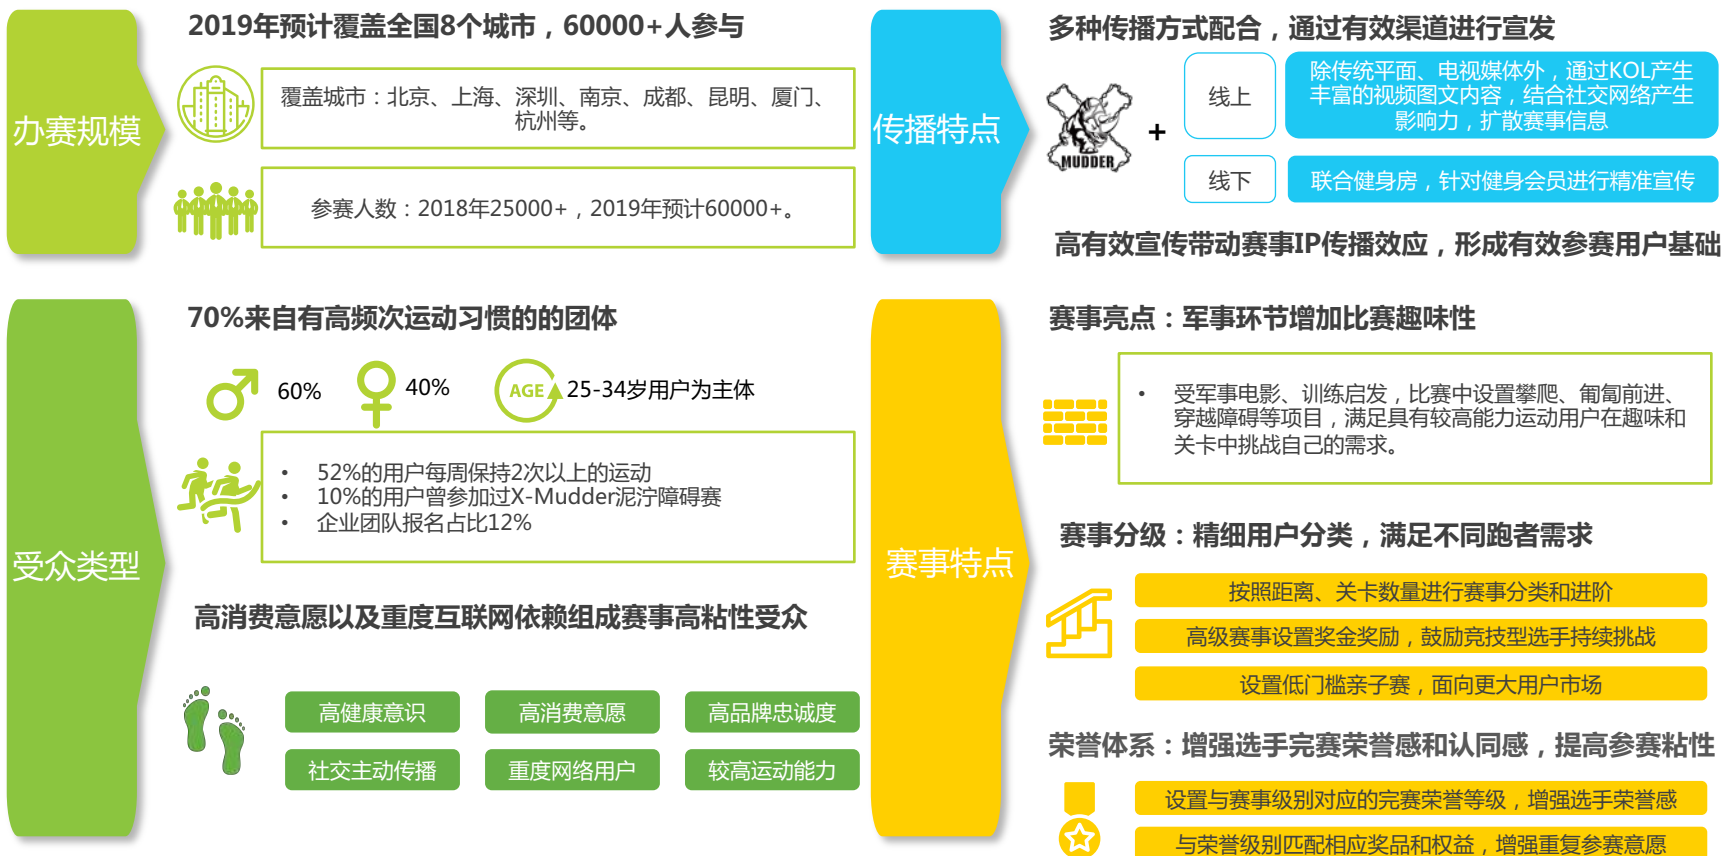 办赛规模
2019年预计覆盖全国8个城市，60000+人参与
覆盖城市：北京、上海、深圳、南京、成都、昆明、厦门、
杭州等。
参赛人数：2018年25000+，2019年预计60000+。
传播特点
多种传播方式配合，通过有效渠道进行宣发
MUDDER
+
线上
除传统平面、电视媒体外，通过KOL产生
丰富的视频图文内容，结合社交网络产生
影响力，扩散赛事信息
线下
联合健身房，针对健身会员进行精准宣传
高有效宣传带动赛事IP传播效应，形成有效参赛用户基础
受众类型
70%来自有高频次运动习惯的的团体
60%
40%
AGE
25-34岁用户为主体
• 52%的用户每周保持2次以上的运动
• 10%的用户曾参加过X-Mudder泥泞障碍赛
• 企业团队报名占比12%
高消费意愿以及重度互联网依赖组成赛事高粘性受众
高健康意识
高消费意愿
高品牌忠诚度
社交主动传播
重度网络用户
较高运动能力
赛事特点
赛事亮点：军事环节增加比赛趣味性
• 受军事电影、训练启发，比赛中设置攀爬、匍匐前进、
穿越障碍等项目，满足具有较高能力运动用户在趣味和
关卡中挑战自己的需求。
赛事分级：精细用户分类，满足不同跑者需求
按照距离、关卡数量进行赛事分类和进阶
高级赛事设置奖金奖励，鼓励竞技型选手持续挑战
设置低门槛亲子赛，面向更大用户市场
荣誉体系：增强选手完赛荣誉感和认同感，提高参赛粘性
设置与赛事级别对应的完赛荣誉等级，增强选手荣誉感
与荣誉级别匹配相应奖品和权益，增强重复参赛意愿